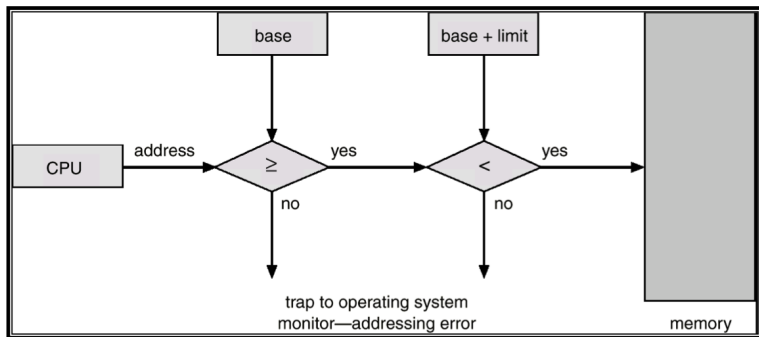 base
base + limit
CPU
address
≥
yes
<
yes
no
no
trap to operating system
monitor—addressing error
memory